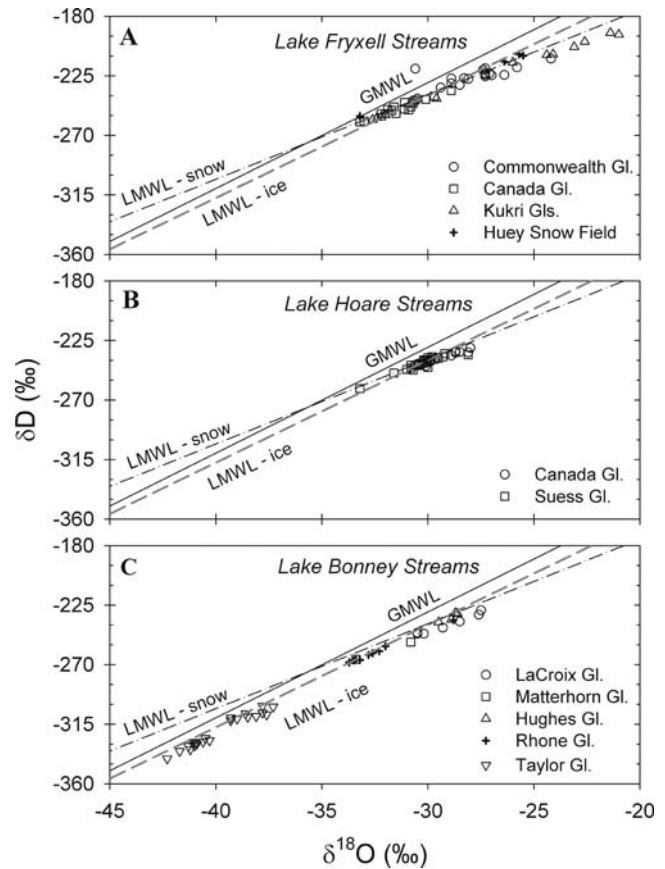 -180
-225
-270
-315
-360
A
Lake Fryxell Streams
GMWL
LMWL - snow
LMWL - ice
Commonwealth Gl.
Canada Gl.
Kukri Gls.
Huey Snow Field
δD (‰)
-180
-225
-270
-315
-360
B
Lake Hoare Streams
GMWL
LMWL - snow
LMWL - ice
Canada Gl.
Suess Gl.
-180
-225
-270
-315
-360
C
Lake Bonney Streams
GMWL
LMWL - snow
LMWL - ice
LaCroix Gl.
Matterhorn Gl.
Hughes Gl.
Rhone Gl.
Taylor Gl.
-45 -40 -35 -30 -25 -20
δ¹⁸O (‰)